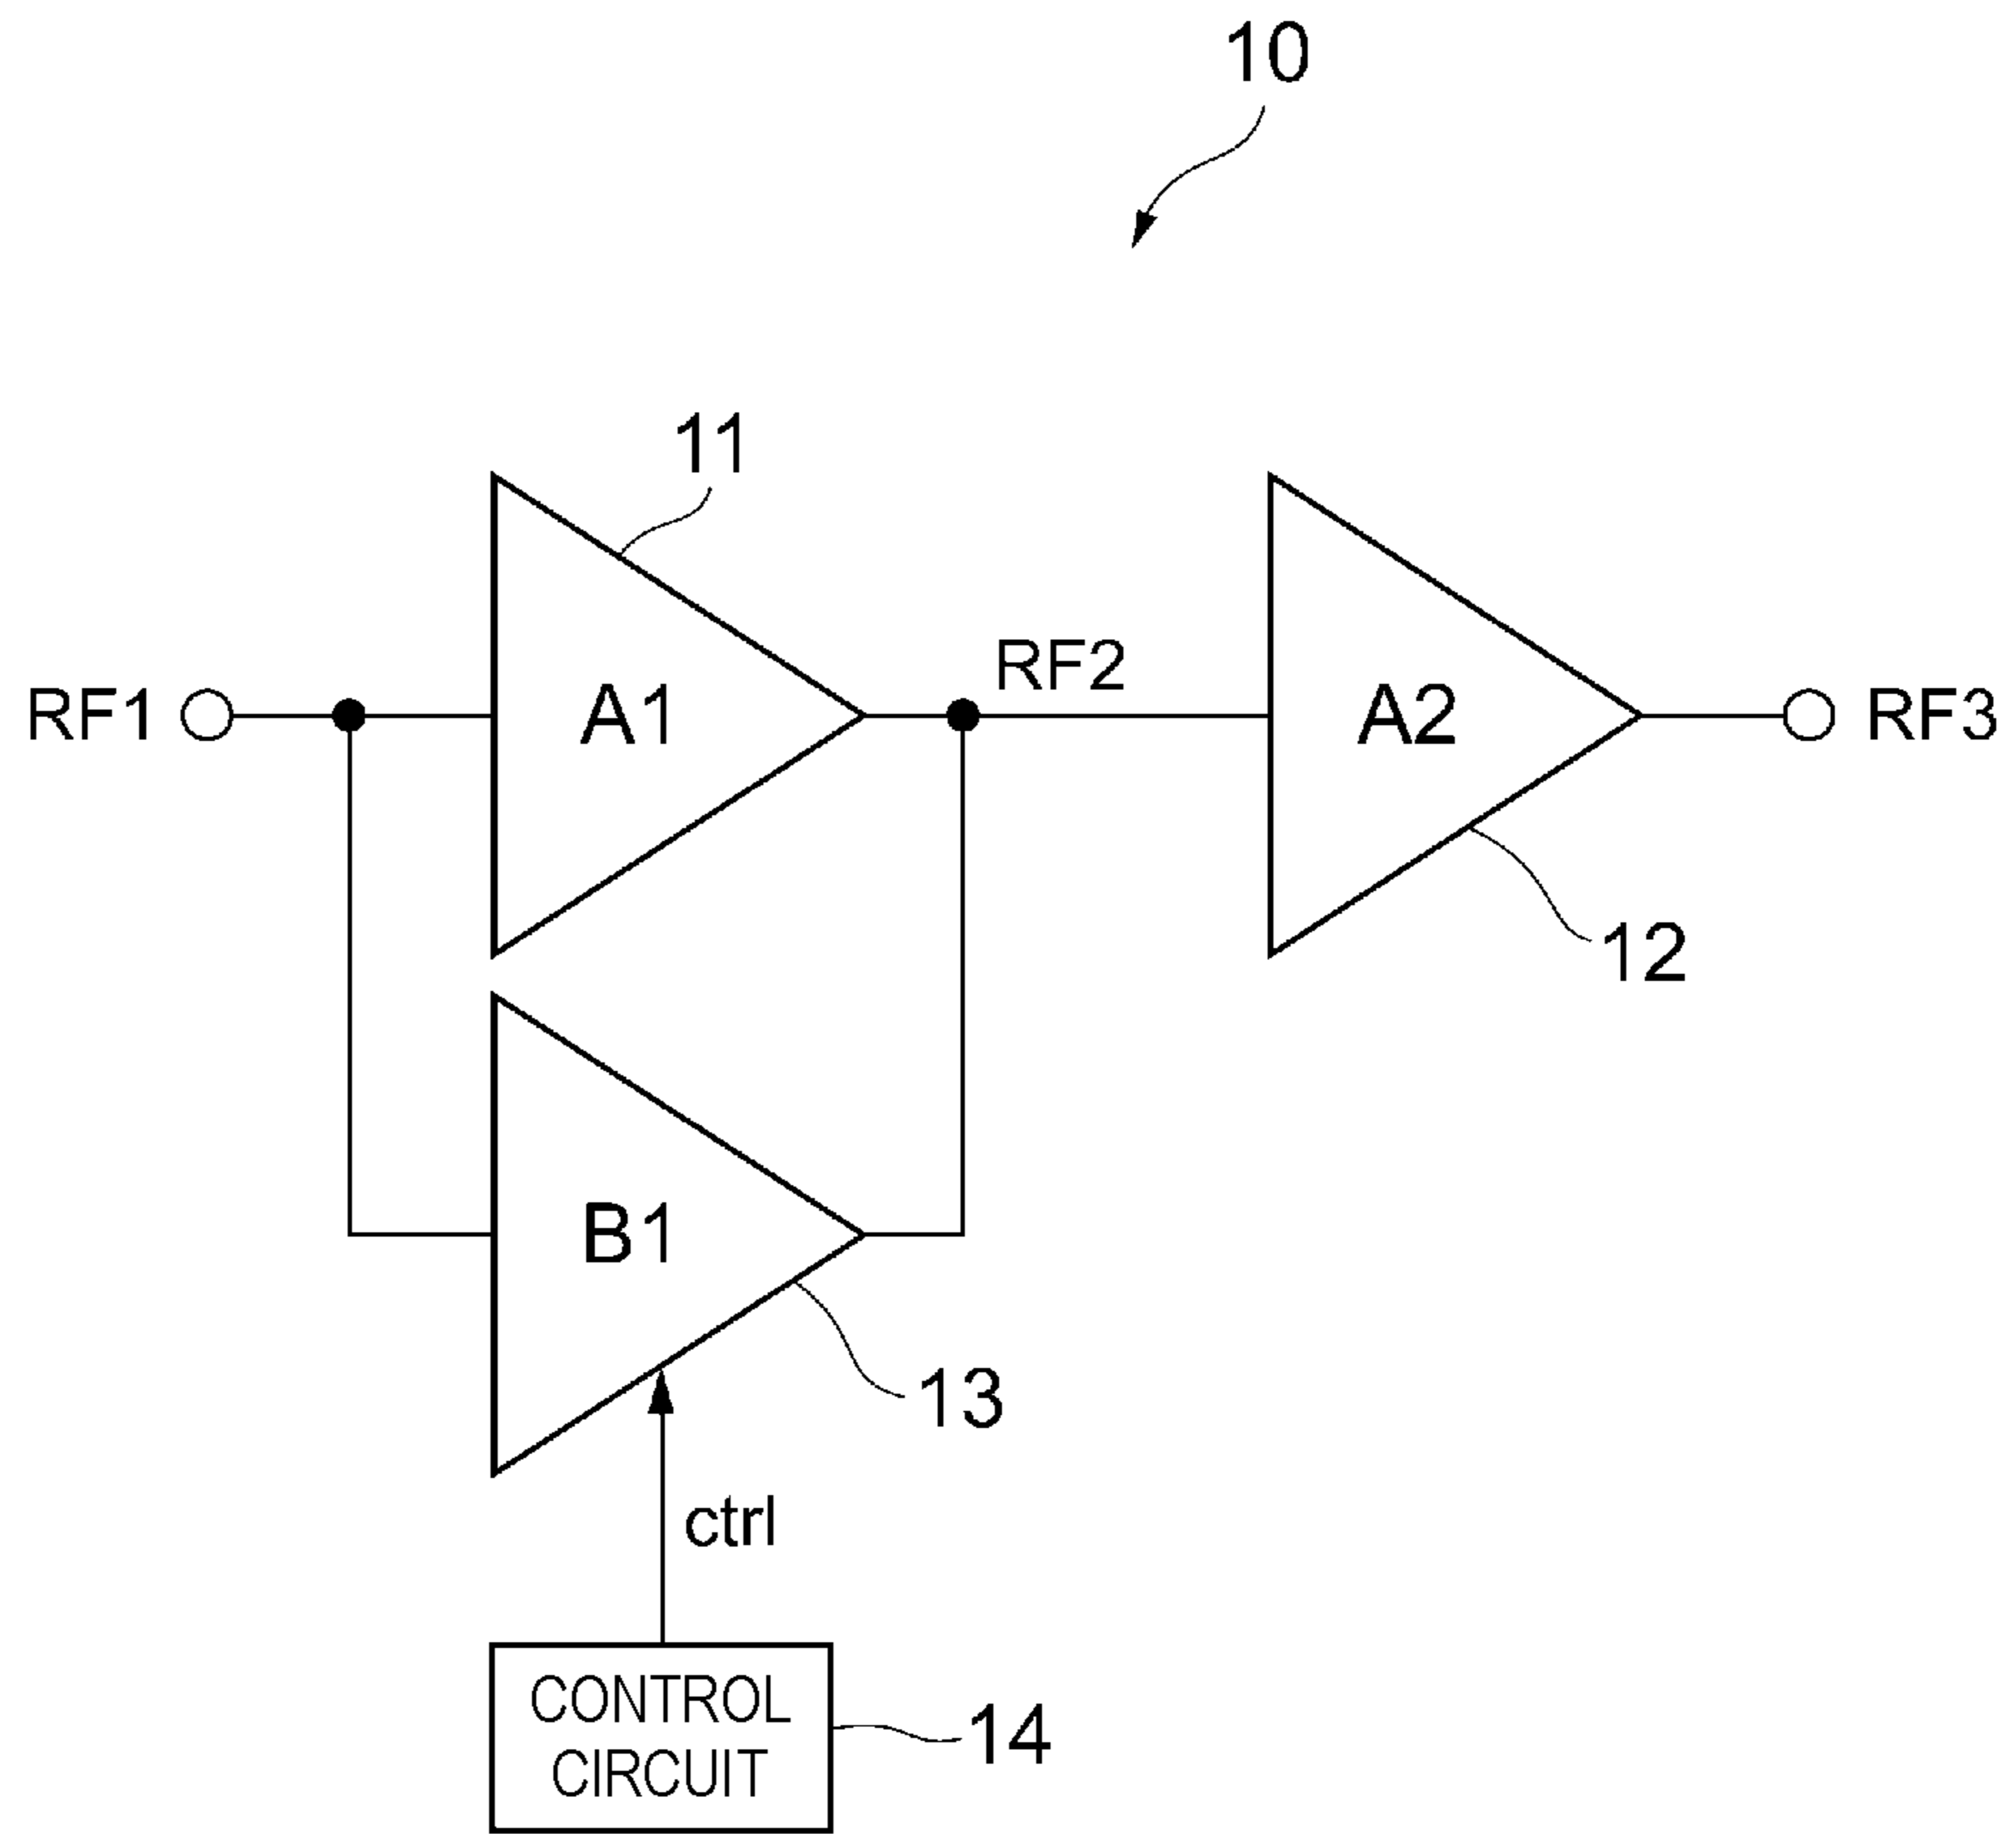 10
11
RF1
A1
RF2
A2
RF3
12
B1
13
ctrl
CONTROL
CIRCUIT
14